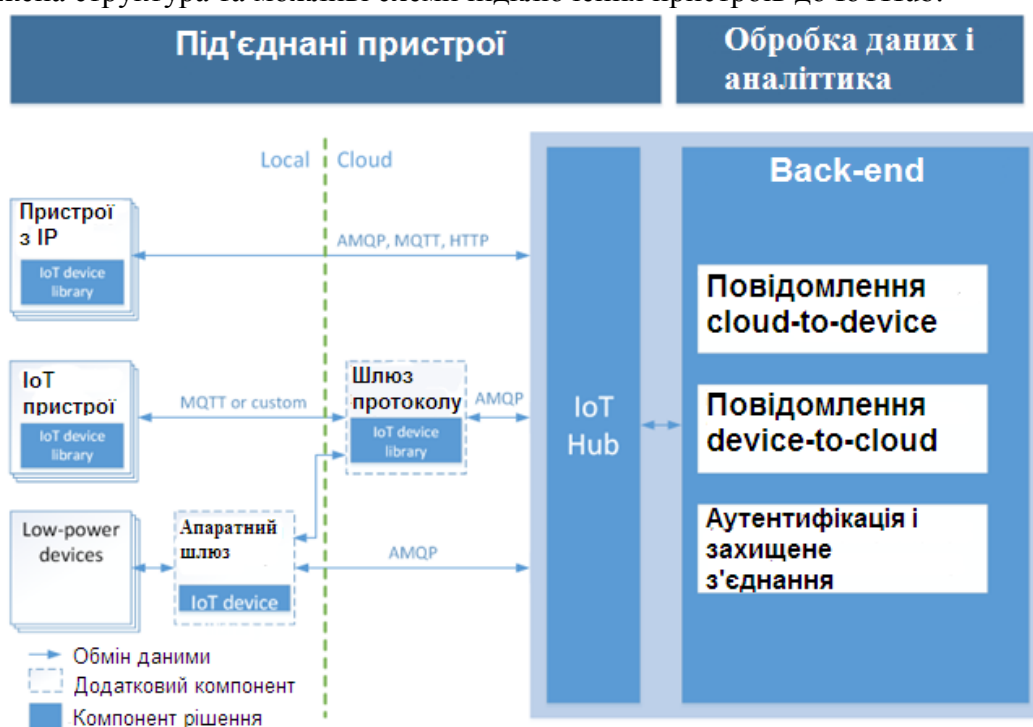 Під'єднані пристрої
Обробка даних і
аналіттика
Local
Cloud
Back-end
Пристрої
з IP
IoT device
library
AMQP, MQTT, HTTP
Повідомлення
cloud-to-device
IoT
пристрої
IoT device
library
MQTT or custom
Шлюз
протоколу
IoT device
library
AMQP
IoT
Hub
Повідомлення
device-to-cloud
Low-power
devices
Апаратний
шлюз
IoT device
AMQP
Аутентифікація і
захищене
з'єднання
Обмін даними
Додатковий компонент
Компонент рішення